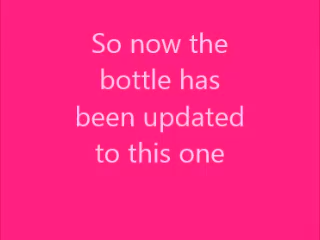 So now the
bottle has
been updated
to this one